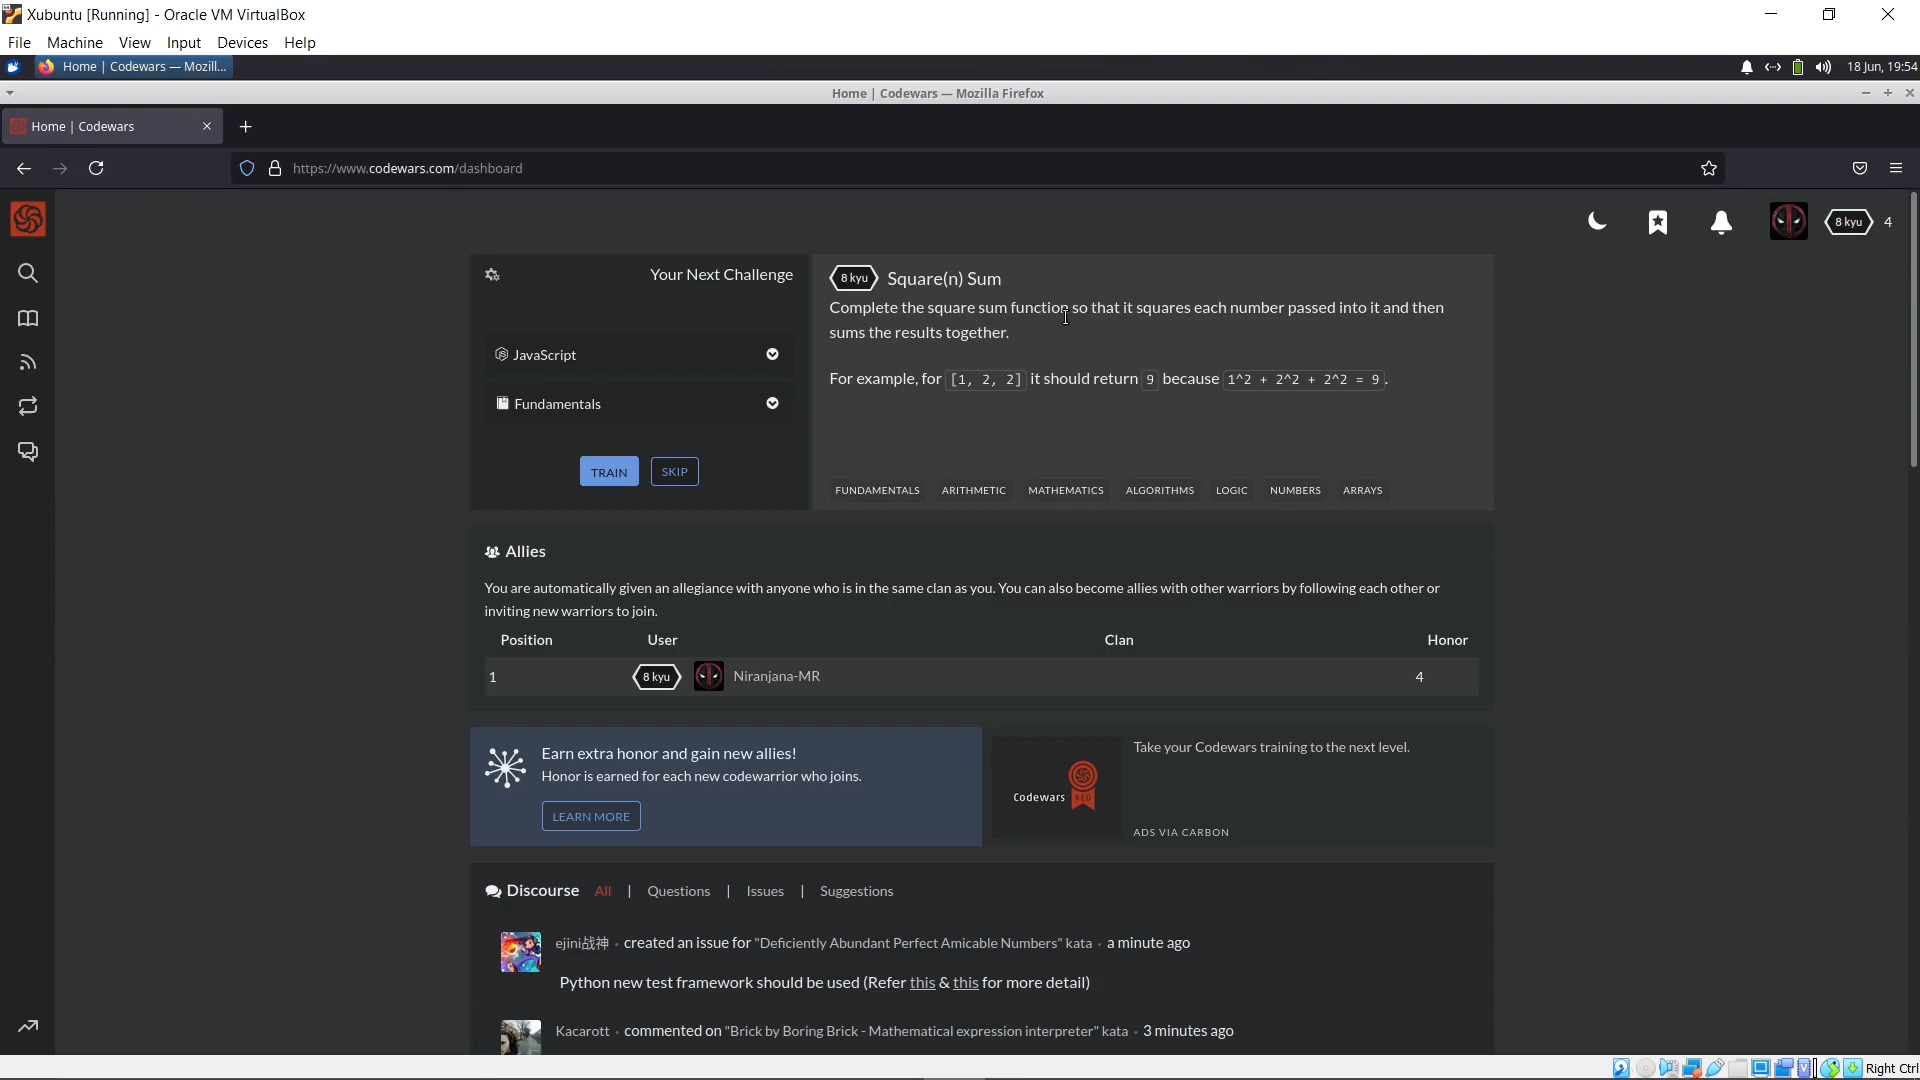 Xubuntu [Running] - Oracle VM VirtualBox
File Machine View Input Devices Help
Home | Codewars — Mozill... 18 Jun, 19:54
Home | Codewars — Mozilla Firefox
Home | Codewars
https://www.codewars.com/dashboard
8 kyu 4
Your Next Challenge
JavaScript
Fundamentals
TRAIN SKIP
8 kyu Square(n) Sum
Complete the square sum function so that it squares each number passed into it and then
sums the results together.
For example, for [1, 2, 2] it should return 9 because 1^2 + 2^2 + 2^2 = 9.
FUNDAMENTALS ARITHMETIC MATHEMATICS ALGORITHMS LOGIC NUMBERS ARRAYS
Allies
You are automatically given an allegiance with anyone who is in the same clan as you. You can also become allies with other warriors by following each other or
inviting new warriors to join.
Position User Clan Honor
1 8 kyu Niranjana-MR 4
Earn extra honor and gain new allies!
Honor is earned for each new codewarrior who joins.
LEARN MORE
Codewars RED
Take your Codewars training to the next level.
ADS VIA CARBON
Discourse All | Questions | Issues | Suggestions
ejini战神 · created an issue for "Deficiently Abundant Perfect Amicable Numbers" kata · a minute ago
Python new test framework should be used (Refer this & this for more detail)
Kacarott · commented on "Brick by Boring Brick - Mathematical expression interpreter" kata · 3 minutes ago
Right Ctrl